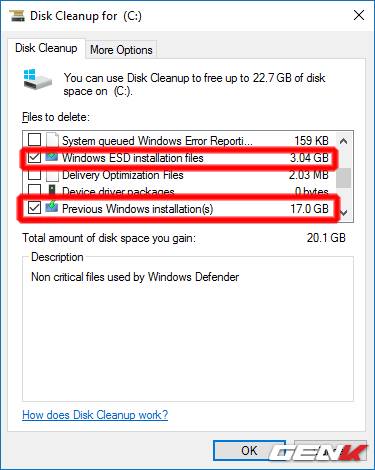 Disk Cleanup for (C:)
Disk Cleanup
More Options
You can use Disk Cleanup to free up to 22.7 GB of disk
space on (C:).
Files to delete:
System queued Windows Error Reporti... 159 KB
Windows ESD installation files 3.04 GB
Delivery Optimization Files 2.03 MB
Device driver packages 0 bytes
Previous Windows installation(s) 17.0 GB
Total amount of disk space you gain: 20.1 GB
Description
Non critical files used by Windows Defender
How does Disk Cleanup work?
OK
GENK